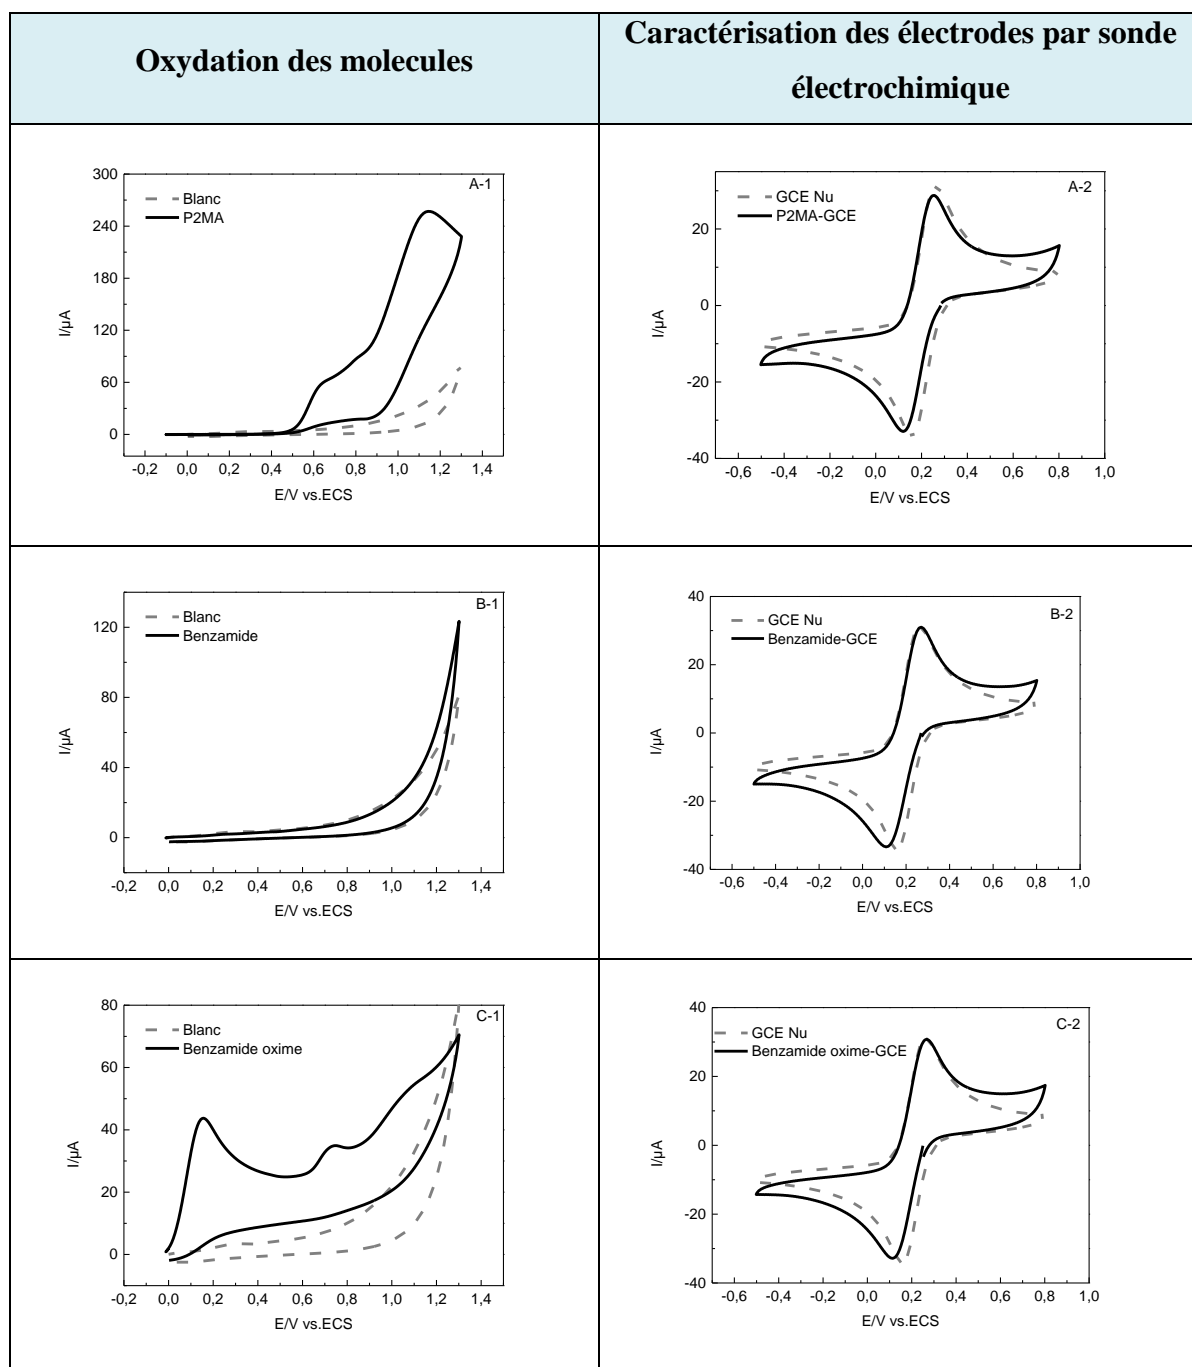 Oxydation des molecules
Caractérisation des électrodes par sonde
électrochimique
A-1
Blanc
P2MA
300
240
180
120
60
0
I/µA
-0,2 0,0 0,2 0,4 0,6 0,8 1,0 1,2 1,4
E/V vs.ECS
A-2
GCE Nu
P2MA-GCE
20
0
-20
-40
I/µA
-0,6 -0,4 -0,2 0,0 0,2 0,4 0,6 0,8 1,0
E/V vs.ECS
B-1
Blanc
Benzamide
120
80
40
0
I/µA
-0,2 0,0 0,2 0,4 0,6 0,8 1,0 1,2 1,4
E/V vs.ECS
B-2
GCE Nu
Benzamide-GCE
40
20
0
-20
-40
I/µA
-0,6 -0,4 -0,2 0,0 0,2 0,4 0,6 0,8 1,0
E/V vs.ECS
C-1
Blanc
Benzamide oxime
80
60
40
20
0
I/µA
-0,2 0,0 0,2 0,4 0,6 0,8 1,0 1,2 1,4
E/V vs.ECS
C-2
GCE Nu
Benzamide oxime-GCE
40
20
0
-20
-40
I/µA
-0,6 -0,4 -0,2 0,0 0,2 0,4 0,6 0,8 1,0
E/V vs.ECS